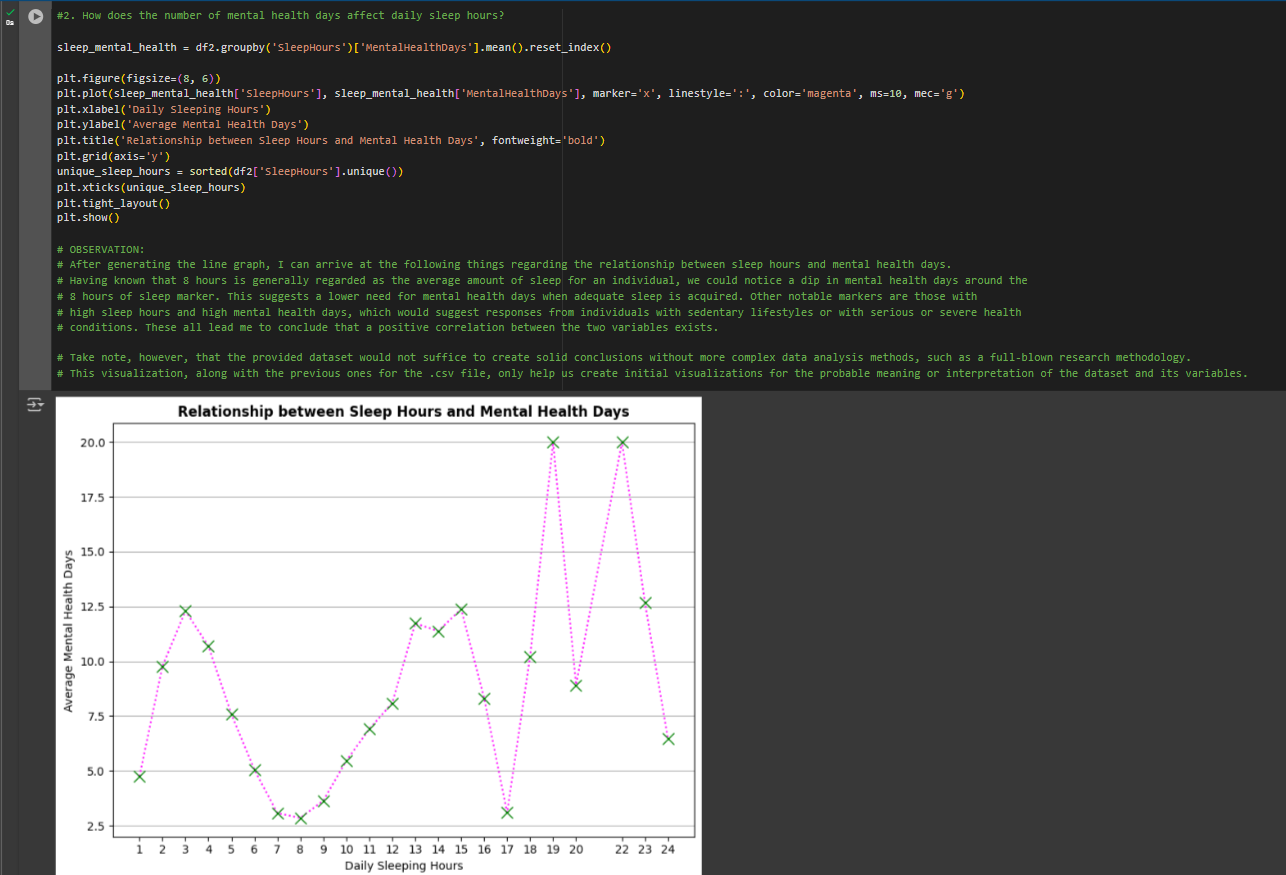 0s
#2. How does the number of mental health days affect daily sleep hours?
sleep_mental_health = df2.groupby('SleepHours')['MentalHealthDays'].mean().reset_index()
plt.figure(figsize=(8, 6))
plt.plot(sleep_mental_health['SleepHours'], sleep_mental_health['MentalHealthDays'], marker='x', linestyle=':', color='magenta', ms=10, mec='g')
plt.xlabel('Daily Sleeping Hours')
plt.ylabel('Average Mental Health Days')
plt.title('Relationship between Sleep Hours and Mental Health Days', fontweight='bold')
plt.grid(axis='y')
unique_sleep_hours = sorted(df2['SleepHours'].unique())
plt.xticks(unique_sleep_hours)
plt.tight_layout()
plt.show()
# OBSERVATION:
# After generating the line graph, I can arrive at the following things regarding the relationship between sleep hours and mental health days.
# Having known that 8 hours is generally regarded as the average amount of sleep for an individual, we could notice a dip in mental health days around the
# 8 hours of sleep marker. This suggests a lower need for mental health days when adequate sleep is acquired. Other notable markers are those with
# high sleep hours and high mental health days, which would suggest responses from individuals with sedentary lifestyles or with serious or severe health
# conditions. These all lead me to conclude that a positive correlation between the two variables exists.
# Take note, however, that the provided dataset would not suffice to create solid conclusions without more complex data analysis methods, such as a full-blown research methodology.
# This visualization, along with the previous ones for the .csv file, only help us create initial visualizations for the probable meaning or interpretation of the dataset and its variables.
Relationship between Sleep Hours and Mental Health Days
20.0
17.5
15.0
12.5
10.0
7.5
5.0
2.5
Average Mental Health Days
1 2 3 4 5 6 7 8 9 10 11 12 13 14 15 16 17 18 19 20 22 23 24
Daily Sleeping Hours